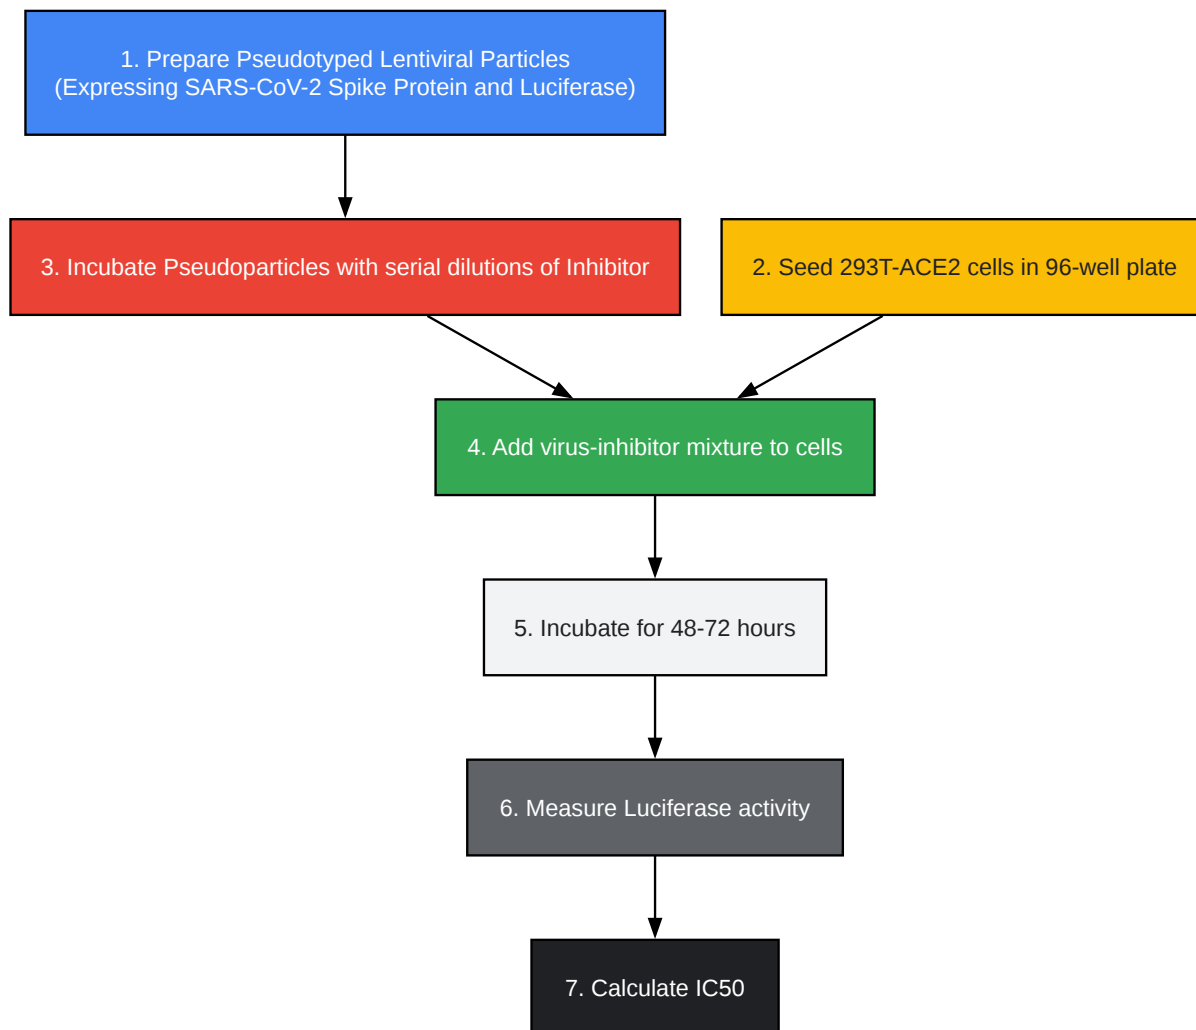 1. Prepare Pseudotyped Lentiviral Particles
(Expressing SARS-CoV-2 Spike Protein and Luciferase)
3. Incubate Pseudoparticles with serial dilutions of Inhibitor
2. Seed 293T-ACE2 cells in 96-well plate
4. Add virus-inhibitor mixture to cells
5. Incubate for 48-72 hours
6. Measure Luciferase activity
7. Calculate IC50